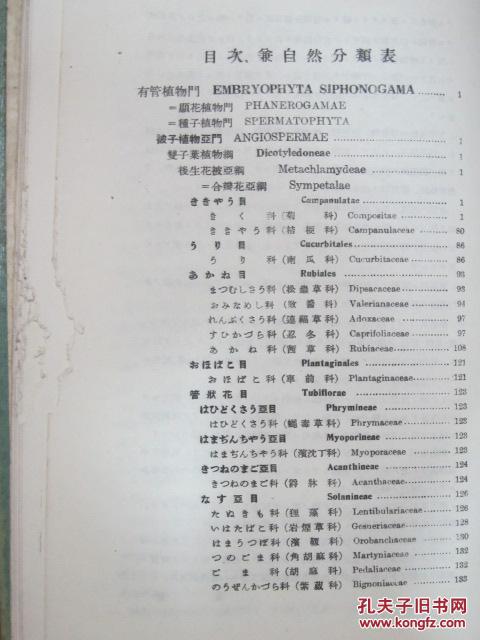 目次、兼自然分類表
有管植物門 EMBRYOPHYTA SIPHONOGAMA ........ 1
=顯花植物門 PHANEROGAMAE
=種子植物門 SPERMATOPHYTA
被子植物亞門 ANGIOSPERMAE
雙子葉植物綱 Dicotyledoneae
後生花被亞綱 Metachlamydeae ........ 1
=合瓣花亞綱 Sympetalae
ききやう目 Campanulatae ........ 1
きく科(菊科) Compositae ........ 1
ききやう科(桔梗科) Campanulaceae ........ 80
うり目 Cucurbitales ........ 86
うり科(南瓜科) Cucurbitaceae ........ 86
あかね目 Rubiales ........ 93
まつむしさう科(松蟲草科) Dipsacaceae ........ 93
おみなめし科(敗醬科) Valerianaceae ........ 94
れんぷくさう科(連福草科) Adoxaceae ........ 97
すひかづら科(忍冬科) Caprifoliaceae ........ 97
あかね科(茜草科) Rubiaceae ........ 108
おほばこ目 Plantaginales ........ 121
おほばこ科(車前科) Plantaginaceae ........ 121
管狀花目 Tubiflorae ........ 123
はひどくさう亞目 Phrymineae ........ 123
はひどくさう科(蠅毒草科) Phrymaceae ........ 123
はまぢんちやう亞目 Myoporineae ........ 123
はまぢんちやう科(濱沈丁科) Myoporaceae ........ 123
きつねのまご亞目 Acanthineae ........ 124
きつねのまご科(爵牀科) Acanthaceae ........ 124
なす亞目 Solanineae ........ 126
たぬきも科(狸藻科) Lentibulariaceae ........ 126
いはたばこ科(岩煙草科) Gesneriaceae ........ 128
はまうつぼ科(濱靫科) Orobanchaceae ........ 130
つのごま科(角胡麻科) Martyniaceae ........ 132
ごま科(胡麻科) Pedaliaceae ........ 132
のうぜんかづら科(紫葳科) Bignoniaceae ........ 133
孔夫子旧书网
www.kongfz.com